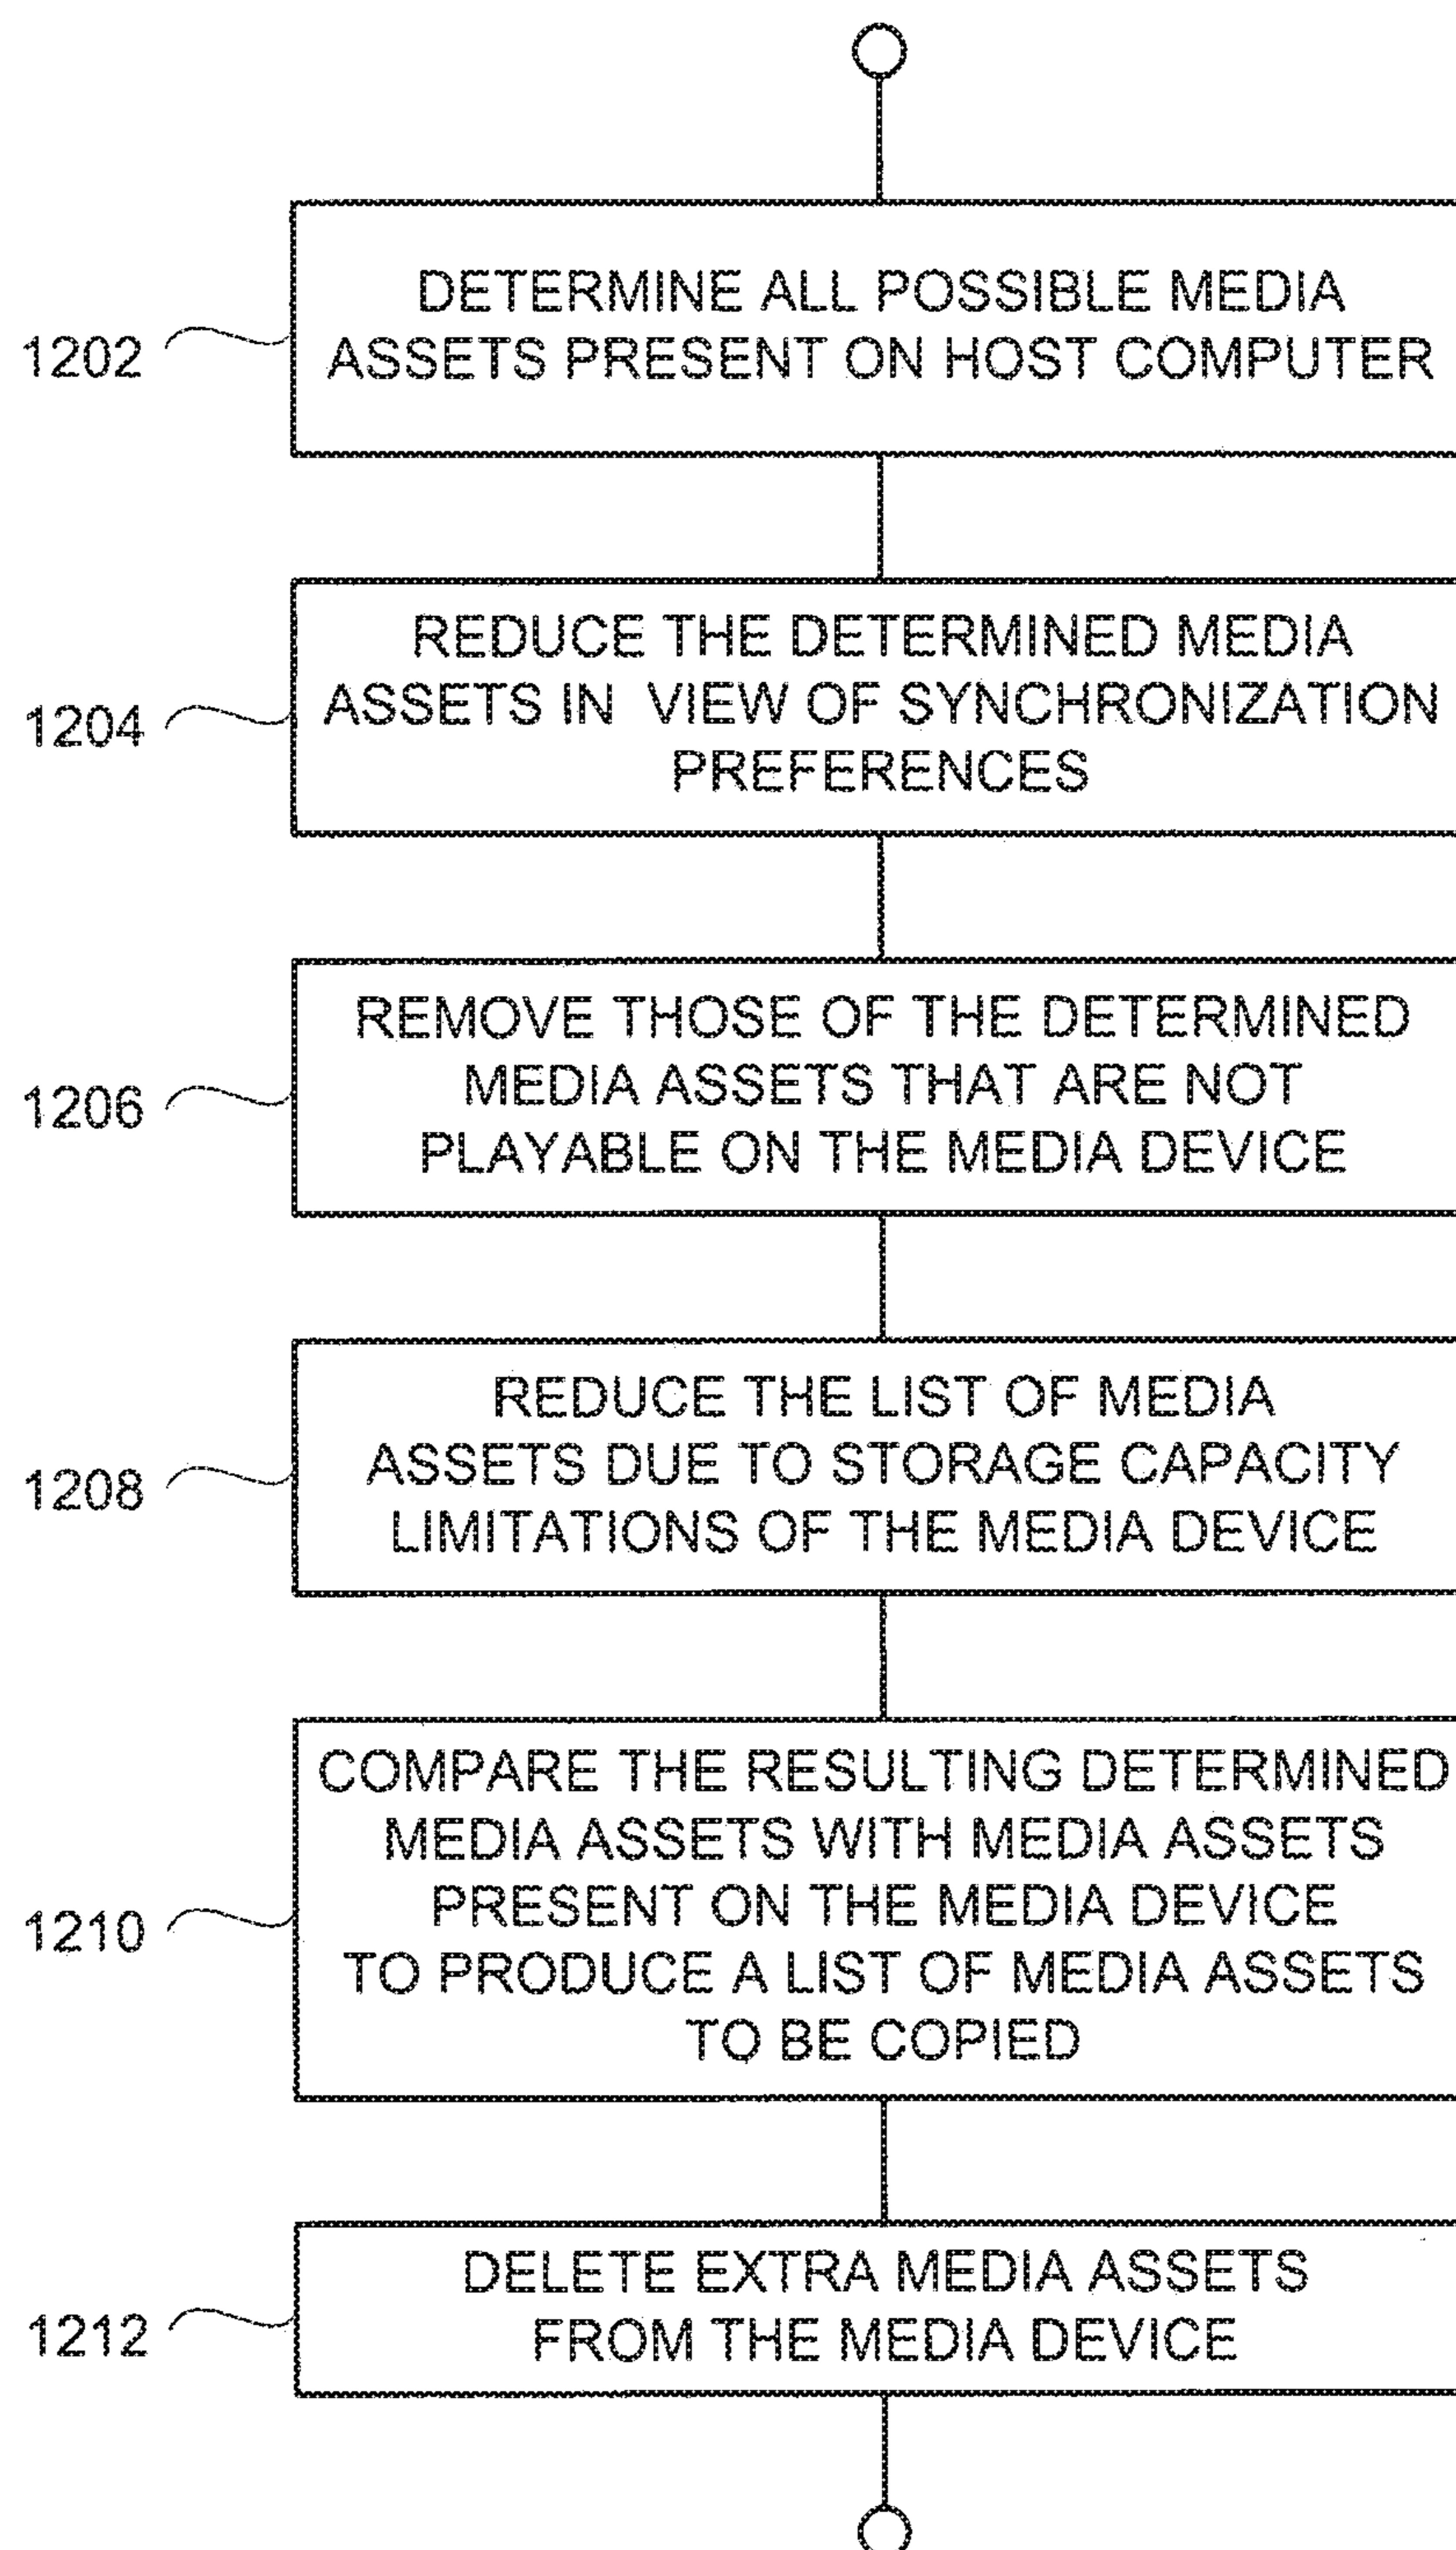 1202
DETERMINE ALL POSSIBLE MEDIA
ASSETS PRESENT ON HOST COMPUTER
1204
REDUCE THE DETERMINED MEDIA
ASSETS IN VIEW OF SYNCHRONIZATION
PREFERENCES
1206
REMOVE THOSE OF THE DETERMINED
MEDIA ASSETS THAT ARE NOT
PLAYABLE ON THE MEDIA DEVICE
1208
REDUCE THE LIST OF MEDIA
ASSETS DUE TO STORAGE CAPACITY
LIMITATIONS OF THE MEDIA DEVICE
1210
COMPARE THE RESULTING DETERMINED
MEDIA ASSETS WITH MEDIA ASSETS
PRESENT ON THE MEDIA DEVICE
TO PRODUCE A LIST OF MEDIA ASSETS
TO BE COPIED
1212
DELETE EXTRA MEDIA ASSETS
FROM THE MEDIA DEVICE